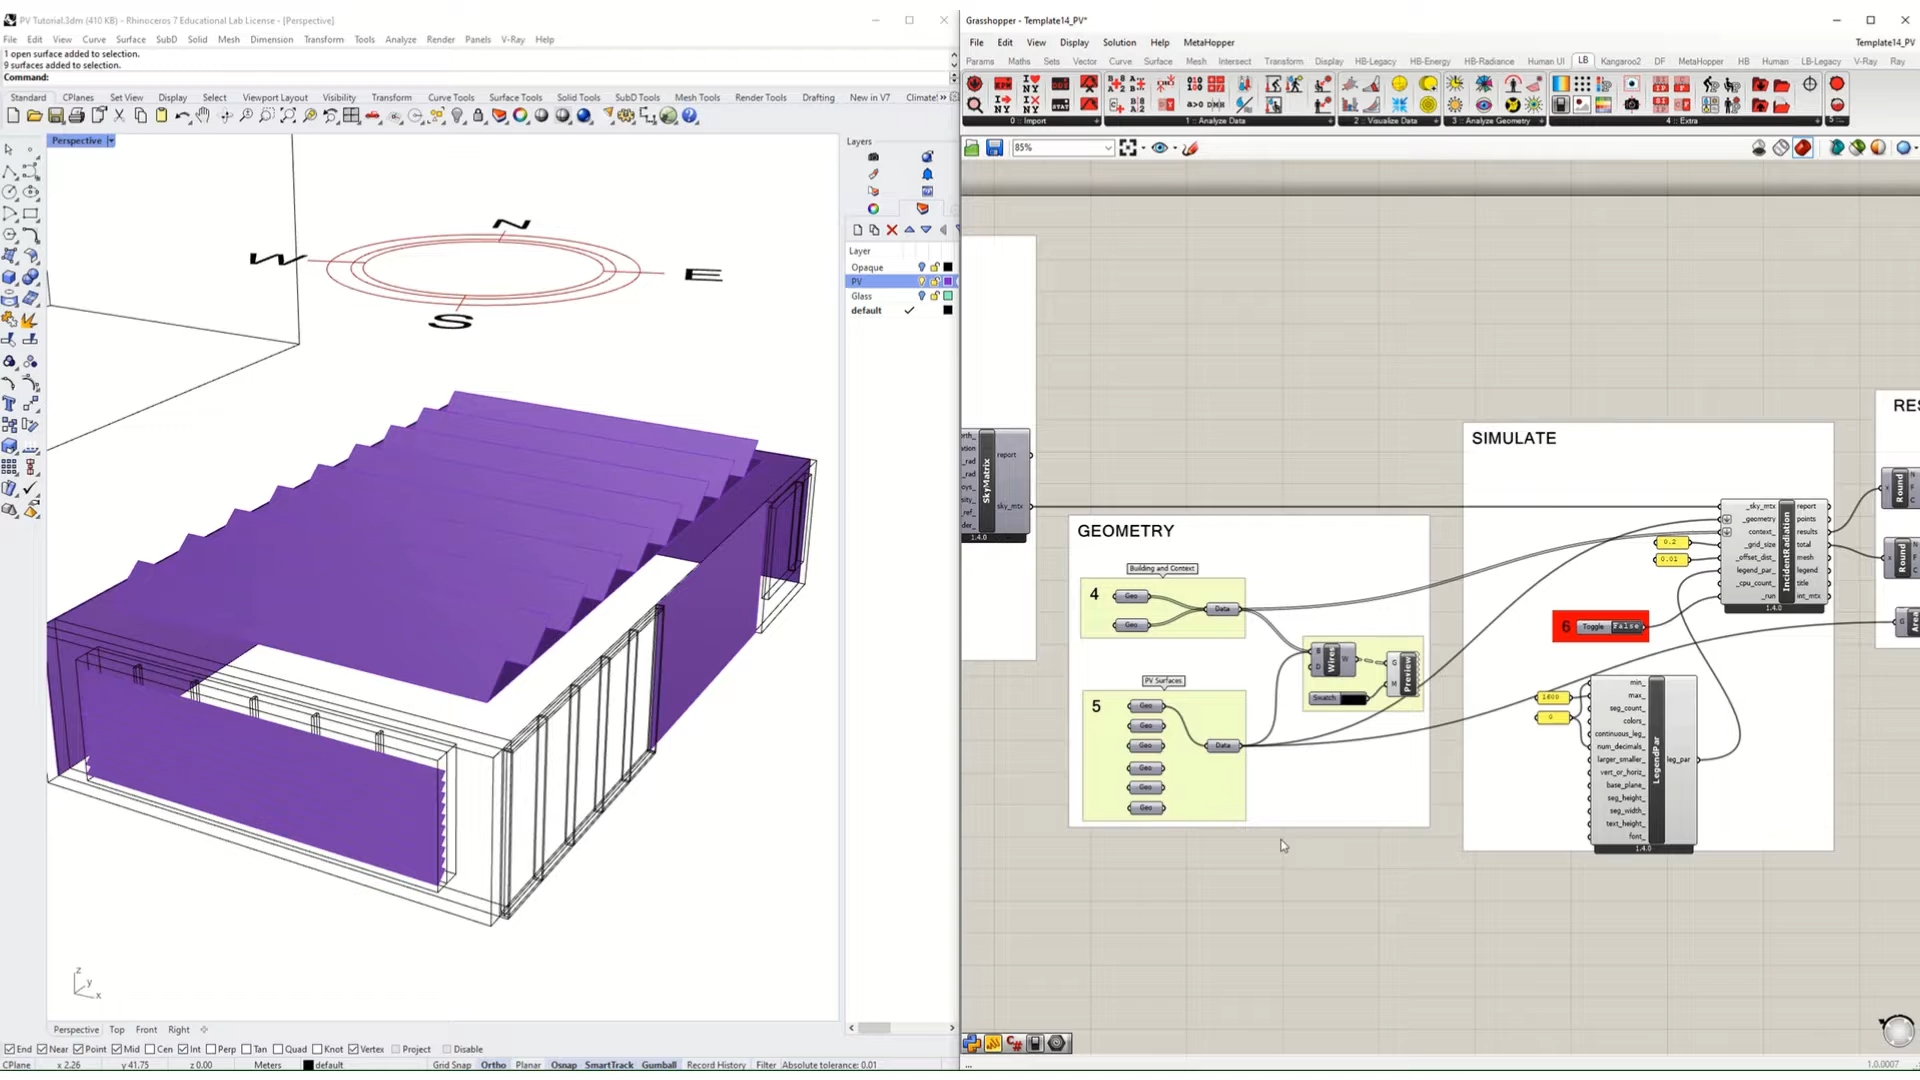 PV Tutorial.3dm (410 KB) - Rhinoceros 7 Educational Lab License - [Perspective]
File Edit View Curve Surface SubD Solid Mesh Dimension Transform Tools Analyze Render Panels V-Ray Help
1 open surface added to selection.
9 surfaces added to selection.
Command:
Standard CPlanes Set View Display Select Viewport Layout Visibility Transform Curve Tools Surface Tools Solid Tools SubD Tools Mesh Tools Render Tools Drafting New in V7 Climate
Perspective
N
W
E
S
z
y
x
Layers
Layer
Opaque
PV
Glass
default
Perspective Top Front Right
End Near Point Mid Cen Int Perp Tan Quad Knot Vertex Project Disable
CPlane x 2.26 y 41.75 z 0.00 Meters default Grid Snap Ortho Planar Osnap SmartTrack Gumball Record History Filter Absolute tolerance: 0.01
Grasshopper - Template14_PV*
File Edit View Display Solution Help MetaHopper Template14_PV
Params Maths Sets Vector Curve Surface Mesh Intersect Transform Display HB-Legacy HB-Energy HB-Radiance Human UI LB Kangaroo2 DF MetaHopper HB Human LB-Legacy V-Ray Ray
0 :: Import 1 :: Analyze Data 2 :: Visualize Data 3 :: Analyze Geometry 4 :: Extra
85%
SkyMatrix
report
sky_mtx
1.4.0
GEOMETRY
Building and Context
4
Geo
Geo
Data
PV Surfaces
5
Geo
Geo
Geo
Geo
Geo
Geo
Data
Wires
B
D
W
Swatch
Preview
G
M
SIMULATE
0.2
0.01
_sky_mtx
_geometry
context_
_grid_size
_offset_dist_
legend_par_
_cpu_count_
_run
IncidentRadiation
report
points
results
total
mesh
legend
title
int_mtx
1.4.0
6 Toggle False
1600
0
min_
max_
seg_count_
colors_
continuous_leg_
num_decimals_
larger_smaller_
vert_or_horiz_
base_plane_
seg_height_
seg_width_
text_height_
font_
LegendPar
leg_par
1.4.0
RES
Round
Round
Area
1.0.0007